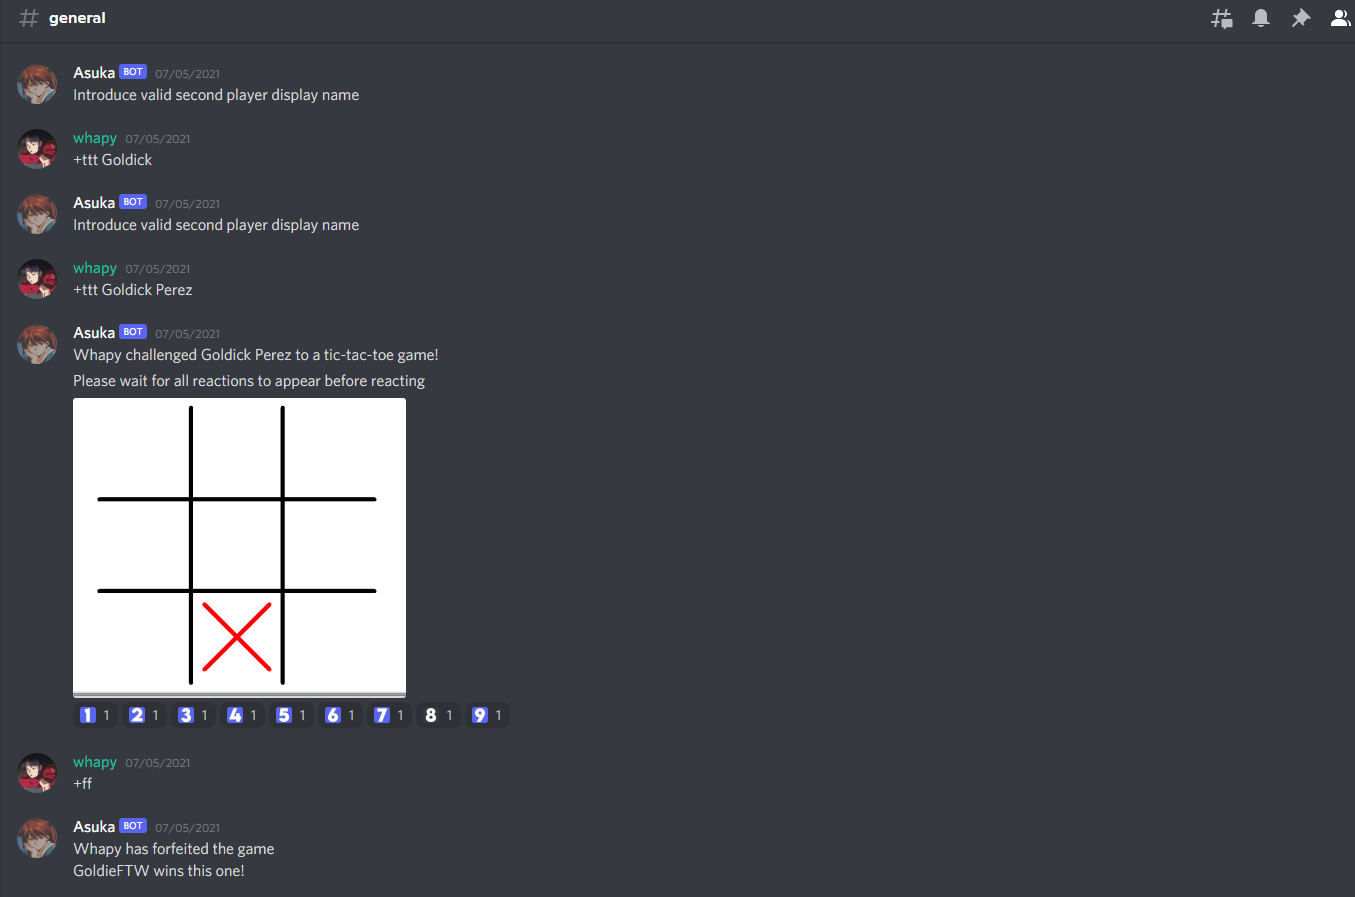 general
Asuka BOT 07/05/2021
Introduce valid second player display name
whapy 07/05/2021
+ttt Goldick
Asuka BOT 07/05/2021
Introduce valid second player display name
whapy 07/05/2021
+ttt Goldick Perez
Asuka BOT 07/05/2021
Whapy challenged Goldick Perez to a tic-tac-toe game!
Please wait for all reactions to appear before reacting
1 1 2 1 3 1 4 1 5 1 6 1 7 1 8 1 9 1
whapy 07/05/2021
+ff
Asuka BOT 07/05/2021
Whapy has forfeited the game
GoldieFTW wins this one!